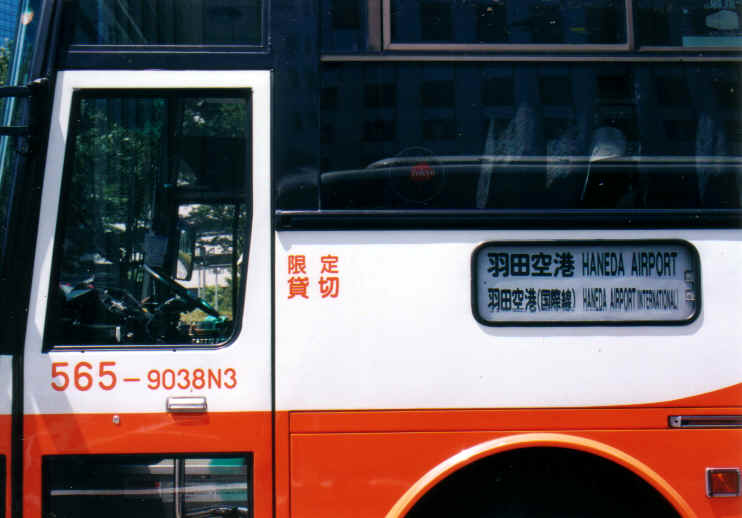 羽田空港 HANEDA AIRPORT
羽田空港(国際線) HANEDA AIRPORT (INTERNATIONAL)
限定
貸切
565-9038N3